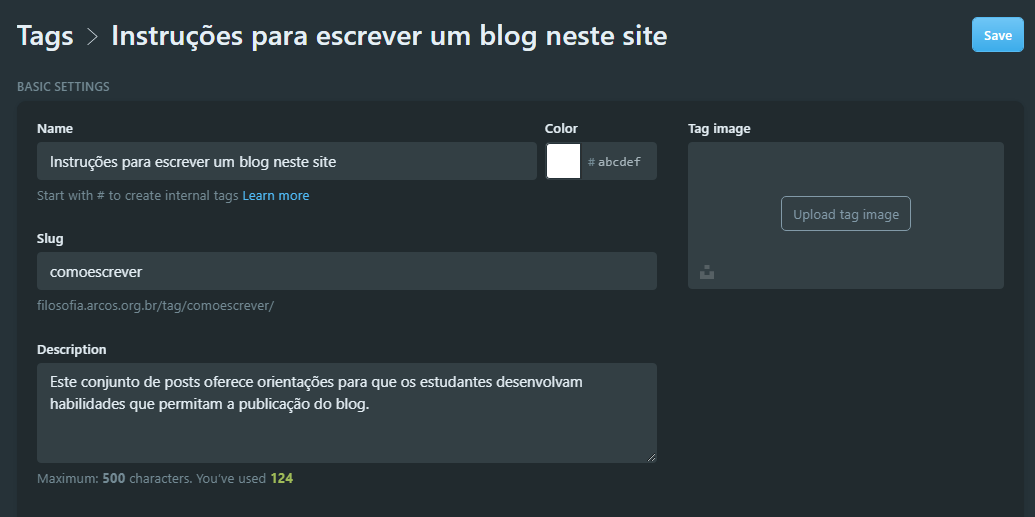 Tags > Instruções para escrever um blog neste site
Save
BASIC SETTINGS
Name
Color
Tag image
Instruções para escrever um blog neste site
# abcdef
Upload tag image
Start with # to create internal tags Learn more
Slug
comoescrever
filosofia.arcos.org.br/tag/comoescrever/
Description
Este conjunto de posts oferece orientações para que os estudantes desenvolvam
habilidades que permitam a publicação do blog.
Maximum: 500 characters. You've used 124